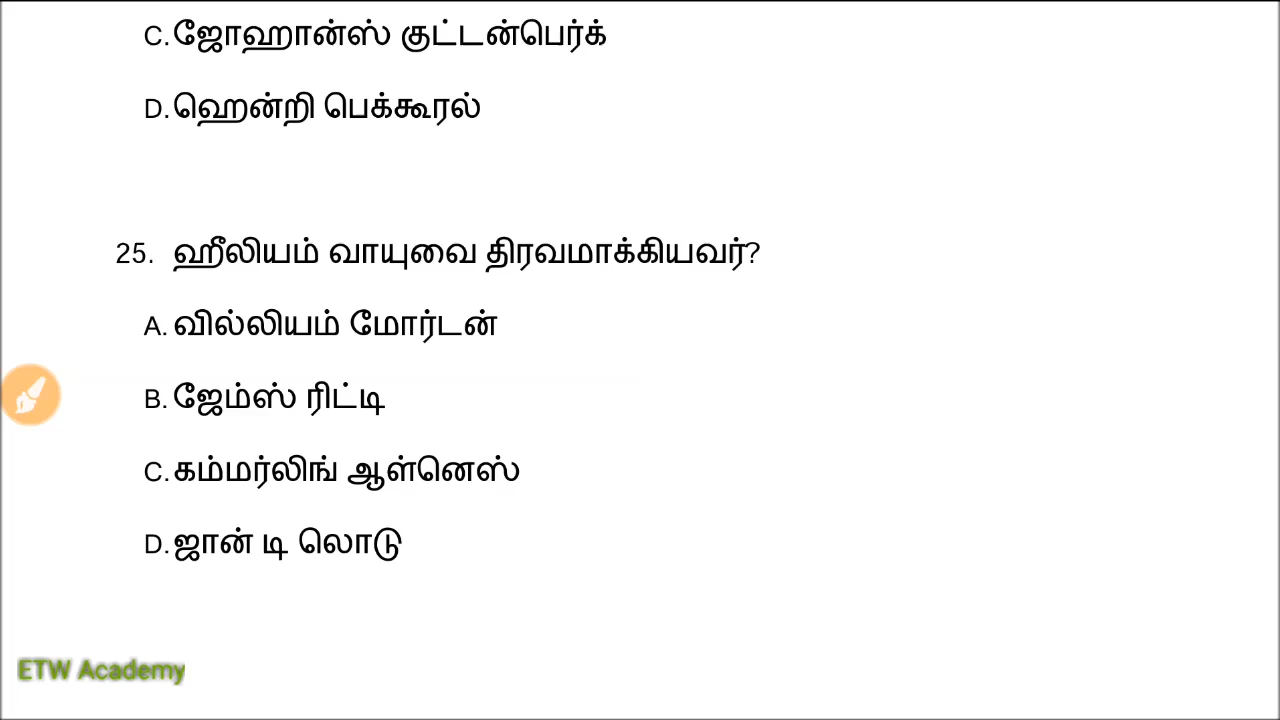 C.ஜோஹான்ஸ் குட்டன்பெர்க்
D.ஹென்றி பெக்கூரல்
25. ஹீலியம் வாயுவை திரவமாக்கியவர்?
A.வில்லியம் மோர்டன்
B.ஜேம்ஸ் ரிட்டி
C.கம்மர்லிங் ஆள்னெஸ்
D.ஜான் டி லொடு
ETW Academy